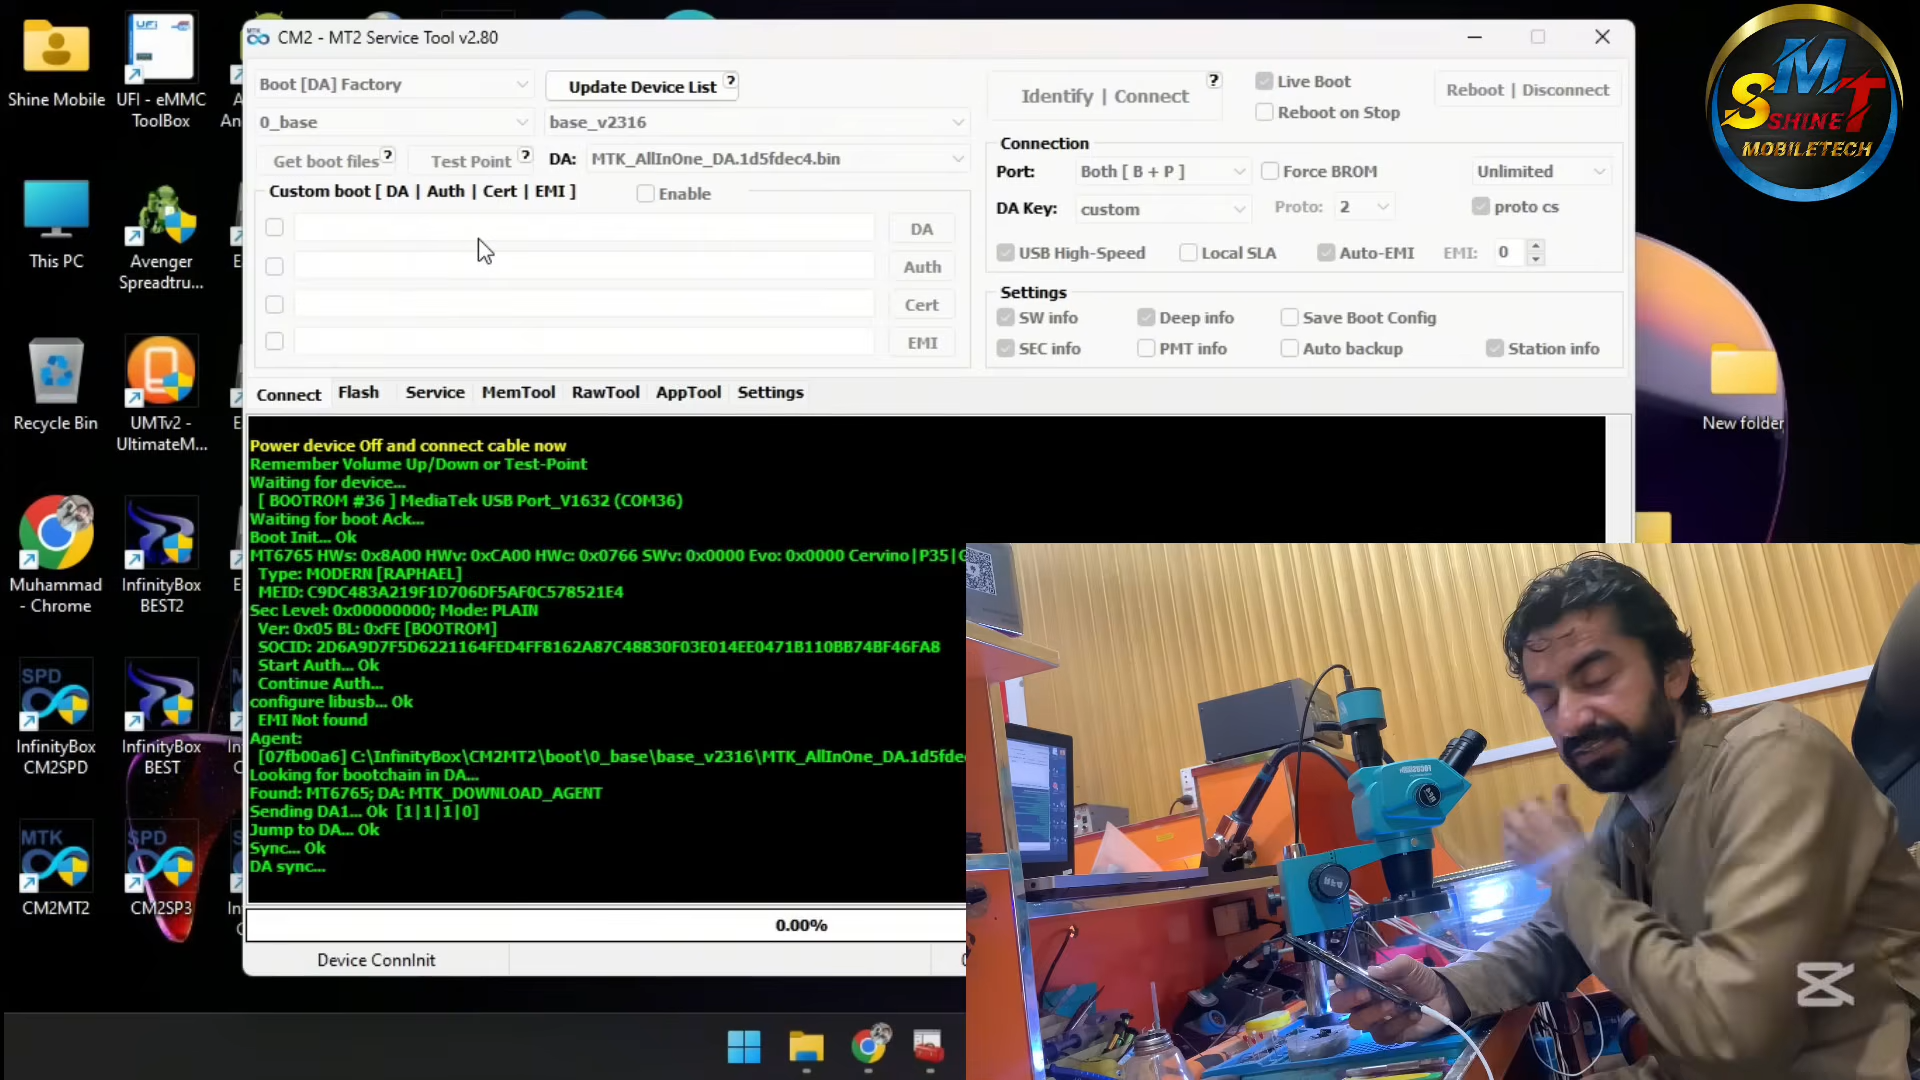 CM2 - MT2 Service Tool v2.80
Boot [DA] Factory
Update Device List ?
0_base
base_v2316
Get boot files ?
Test Point ?
DA:
MTK_AllInOne_DA.1d5fdec4.bin
Custom boot [ DA | Auth | Cert | EMI ]
Enable
DA
Auth
Cert
EMI
Identify | Connect ?
Live Boot
Reboot on Stop
Reboot | Disconnect
Connection
Port:
Both [ B + P ]
Force BROM
Unlimited
DA Key:
custom
Proto:
2
proto cs
USB High-Speed
Local SLA
Auto-EMI
EMI:
0
Settings
SW info
Deep info
Save Boot Config
SEC info
PMT info
Auto backup
Station info
Connect
Flash
Service
MemTool
RawTool
AppTool
Settings
Power device Off and connect cable now
Remember Volume Up/Down or Test-Point
Waiting for device...
[ BOOTROM #36 ] MediaTek USB Port_V1632 (COM36)
Waiting for boot Ack...
Boot Init... Ok
MT6765 HWs: 0x8A00 HWv: 0xCA00 HWc: 0x0766 SWv: 0x0000 Evo: 0x0000 Cervino|P35|G
Type: MODERN [RAPHAEL]
MEID: C9DC483A219F1D706DF5AF0C578521E4
Sec Level: 0x00000000; Mode: PLAIN
Ver: 0x05 BL: 0xFE [BOOTROM]
SOCID: 2D6A9D7F5D6221164FED4FF8162A87C48830F03E014EE0471B110BB74BF46FA8
Start Auth... Ok
Continue Auth...
configure libusb... Ok
EMI Not found
Agent:
[07fb00a6] C:\InfinityBox\CM2MT2\boot\0_base\base_v2316\MTK_AllInOne_DA.1d5fdec
Looking for bootchain in DA...
Found: MT6765; DA: MTK_DOWNLOAD_AGENT
Sending DA1... Ok [1|1|1|0]
Jump to DA... Ok
Sync... Ok
DA sync...
0.00%
Device ConnInit
Shine Mobile
UFI
UFI - eMMC
ToolBox
This PC
Avenger
Spreadtru...
Recycle Bin
UMTv2 -
UltimateM...
Muhammad
- Chrome
InfinityBox
BEST2
SPD
InfinityBox
CM2SPD
InfinityBox
BEST
MTK
CM2MT2
SPD
CM2SP3
New folder
SMT
SHINE
MOBILETECH